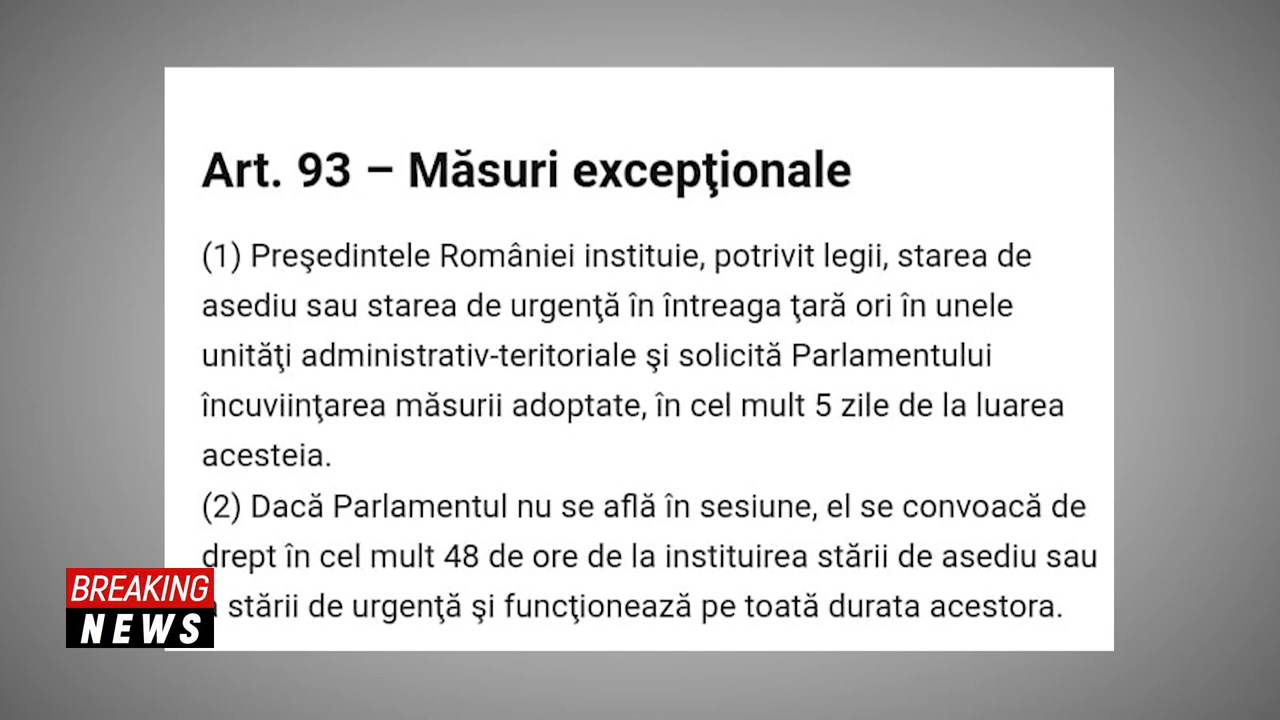 Art. 93 – Măsuri excepţionale
(1) Preşedintele României instituie, potrivit legii, starea de
asediu sau starea de urgenţă în întreaga ţară ori în unele
unităţi administrativ-teritoriale şi solicită Parlamentului
încuviinţarea măsurii adoptate, în cel mult 5 zile de la luarea
acesteia.
(2) Dacă Parlamentul nu se află în sesiune, el se convoacă de
drept în cel mult 48 de ore de la instituirea stării de asediu sau
stării de urgenţă şi funcţionează pe toată durata acestora.
BREAKING
NEWS